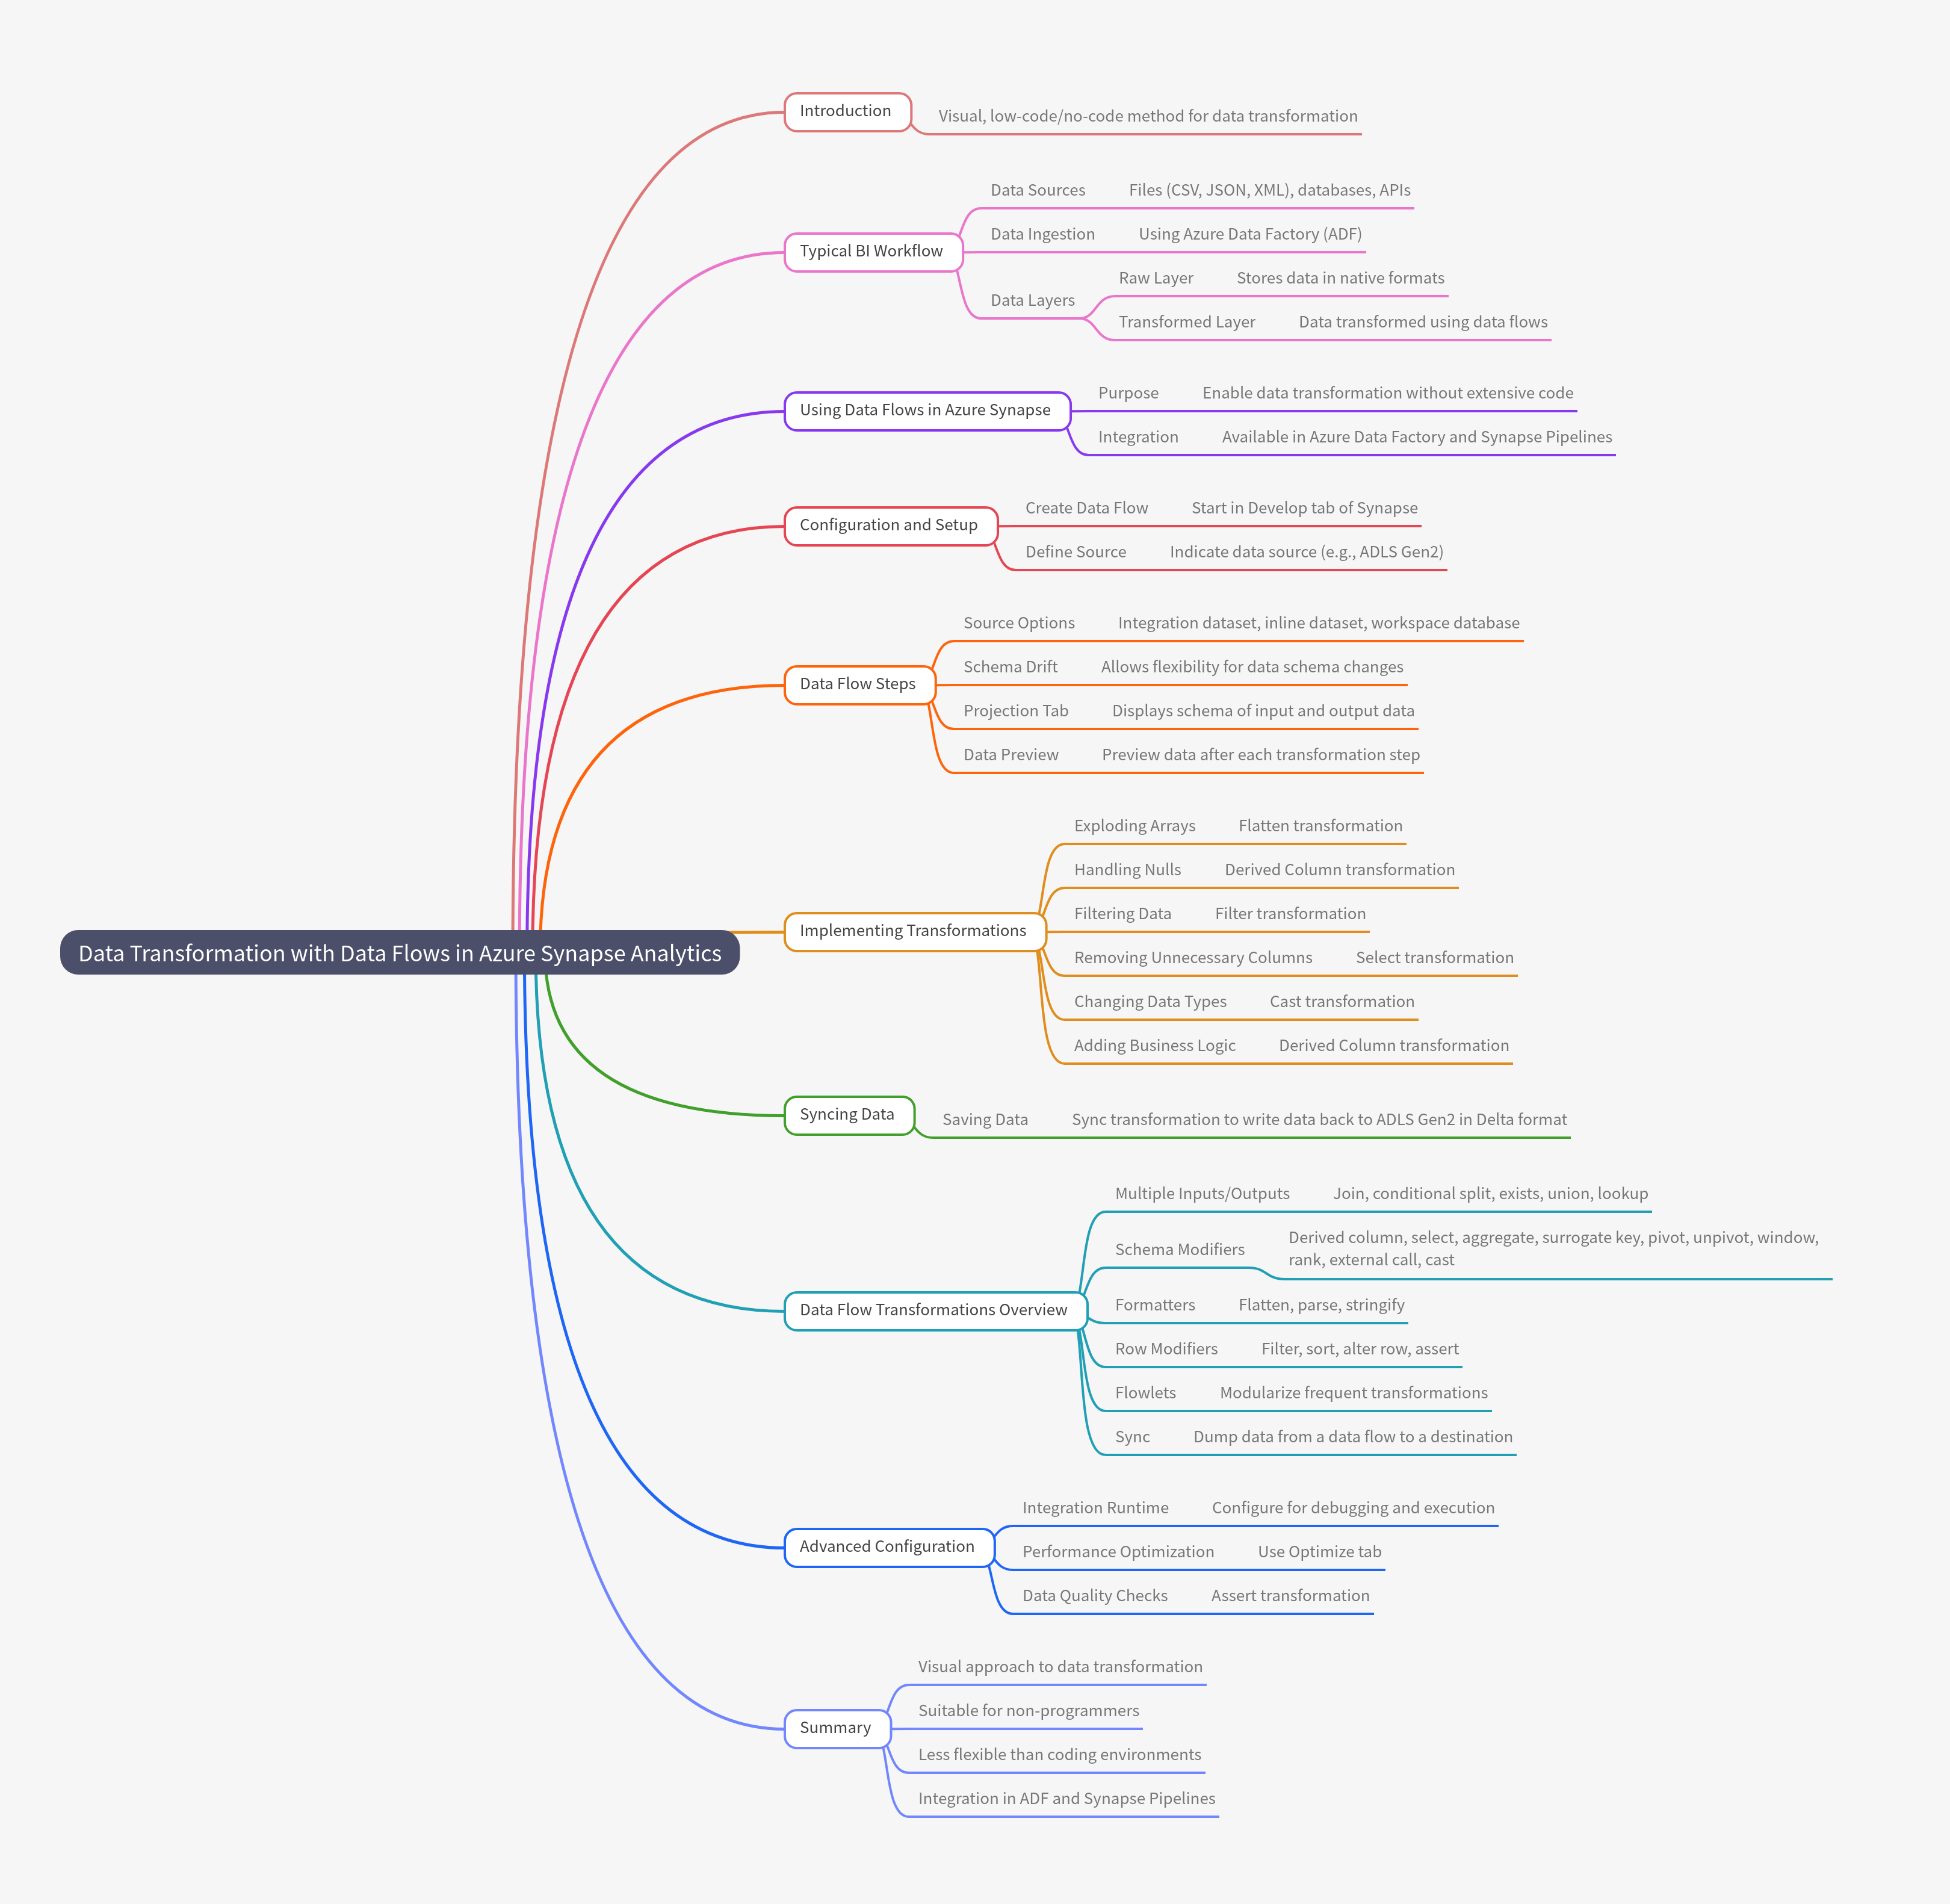 Introduction
Visual, low-code/no-code method for data transformation
Typical BI Workflow
Data Sources
Files (CSV, JSON, XML), databases, APIs
Data Ingestion
Using Azure Data Factory (ADF)
Data Layers
Raw Layer
Stores data in native formats
Transformed Layer
Data transformed using data flows
Using Data Flows in Azure Synapse
Purpose
Enable data transformation without extensive code
Integration
Available in Azure Data Factory and Synapse Pipelines
Configuration and Setup
Create Data Flow
Start in Develop tab of Synapse
Define Source
Indicate data source (e.g., ADLS Gen2)
Data Flow Steps
Source Options
Integration dataset, inline dataset, workspace database
Schema Drift
Allows flexibility for data schema changes
Projection Tab
Displays schema of input and output data
Data Preview
Preview data after each transformation step
Data Transformation with Data Flows in Azure Synapse Analytics
Implementing Transformations
Exploding Arrays
Flatten transformation
Handling Nulls
Derived Column transformation
Filtering Data
Filter transformation
Removing Unnecessary Columns
Select transformation
Changing Data Types
Cast transformation
Adding Business Logic
Derived Column transformation
Syncing Data
Saving Data
Sync transformation to write data back to ADLS Gen2 in Delta format
Data Flow Transformations Overview
Multiple Inputs/Outputs
Join, conditional split, exists, union, lookup
Schema Modifiers
Derived column, select, aggregate, surrogate key, pivot, unpivot, window,
rank, external call, cast
Formatters
Flatten, parse, stringify
Row Modifiers
Filter, sort, alter row, assert
Flowlets
Modularize frequent transformations
Sync
Dump data from a data flow to a destination
Advanced Configuration
Integration Runtime
Configure for debugging and execution
Performance Optimization
Use Optimize tab
Data Quality Checks
Assert transformation
Summary
Visual approach to data transformation
Suitable for non-programmers
Less flexible than coding environments
Integration in ADF and Synapse Pipelines